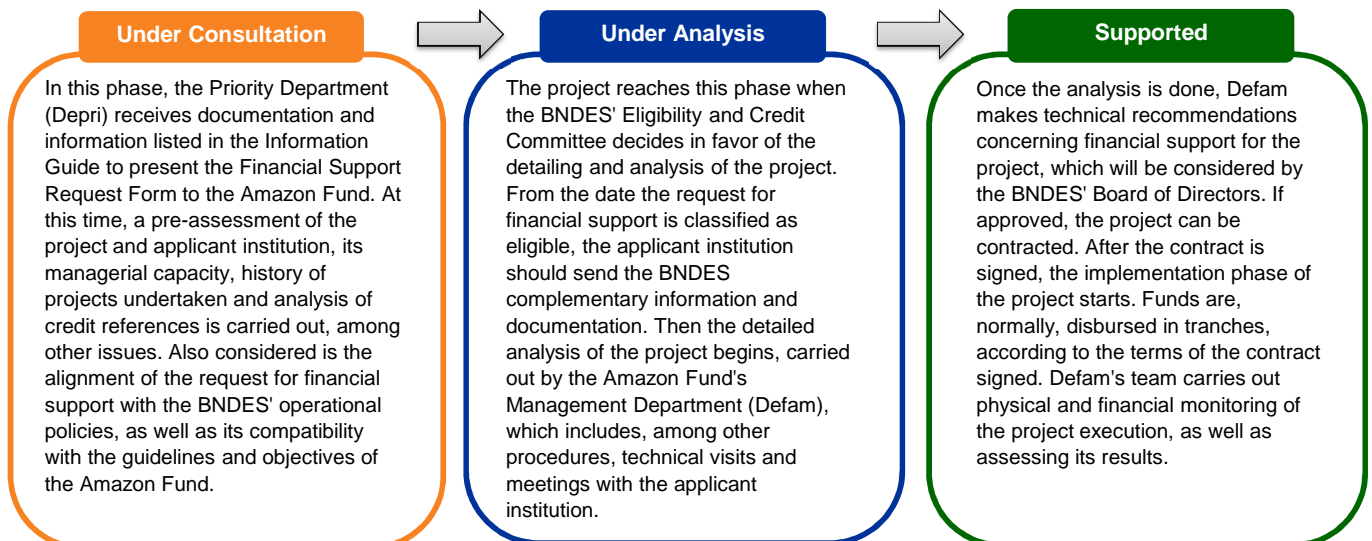 Under Consultation
In this phase, the Priority Department
(Depri) receives documentation and
information listed in the Information
Guide to present the Financial Support
Request Form to the Amazon Fund. At
this time, a pre-assessment of the
project and applicant institution, its
managerial capacity, history of
projects undertaken and analysis of
credit references is carried out, among
other issues. Also considered is the
alignment of the request for financial
support with the BNDES' operational
policies, as well as its compatibility
with the guidelines and objectives of
the Amazon Fund.
Under Analysis
The project reaches this phase when
the BNDES' Eligibility and Credit
Committee decides in favor of the
detailing and analysis of the project.
From the date the request for
financial support is classified as
eligible, the applicant institution
should send the BNDES
complementary information and
documentation. Then the detailed
analysis of the project begins, carried
out by the Amazon Fund's
Management Department (Defam),
which includes, among other
procedures, technical visits and
meetings with the applicant
institution.
Supported
Once the analysis is done, Defam
makes technical recommendations
concerning financial support for the
project, which will be considered by
the BNDES' Board of Directors. If
approved, the project can be
contracted. After the contract is
signed, the implementation phase of
the project starts. Funds are,
normally, disbursed in tranches,
according to the terms of the contract
signed. Defam's team carries out
physical and financial monitoring of
the project execution, as well as
assessing its results.